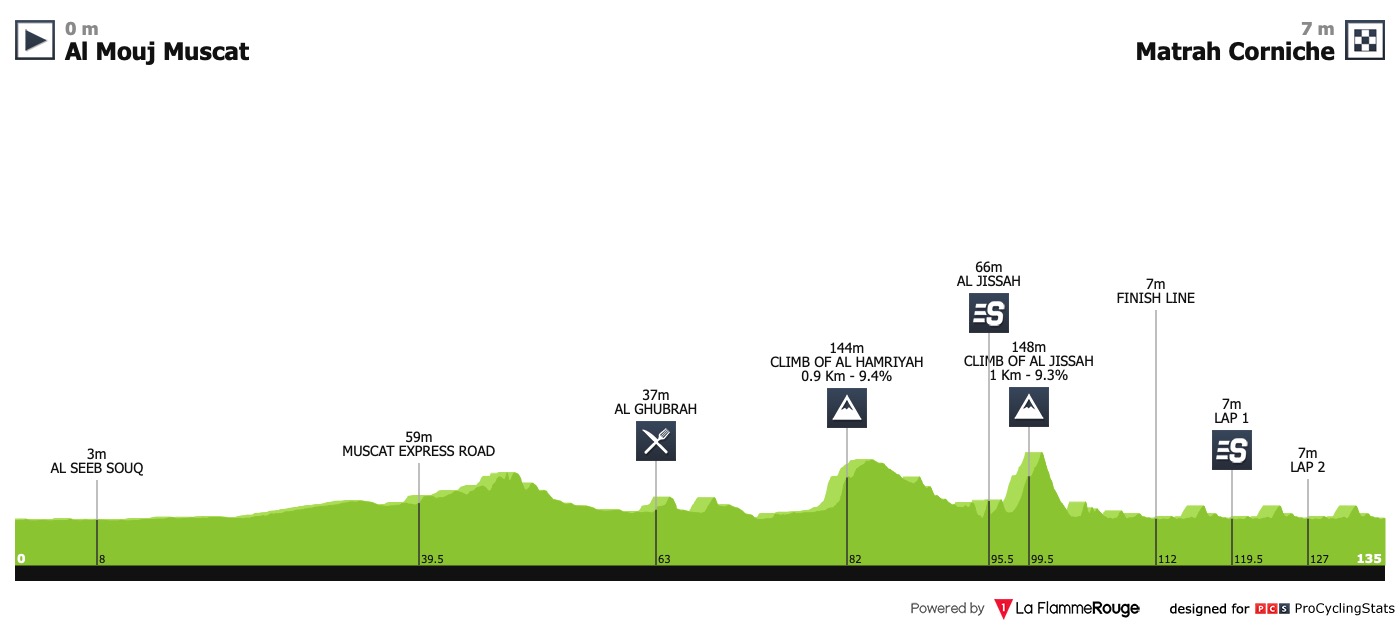 0 m
Al Mouj Muscat
7 m
Matrah Corniche
3m
AL SEEB SOUQ
59m
MUSCAT EXPRESS ROAD
37m
AL GHUBRAH
144m
CLIMB OF AL HAMRIYAH
0.9 Km - 9.4%
66m
AL JISSAH
S
148m
CLIMB OF AL JISSAH
1 Km - 9.3%
7m
FINISH LINE
7m
LAP 1
S
7m
LAP 2
0 8 39.5 63 82 95.5 99.5 112 119.5 127 135
Powered by 1 La FlammeRouge designed for PCS ProCyclingStats